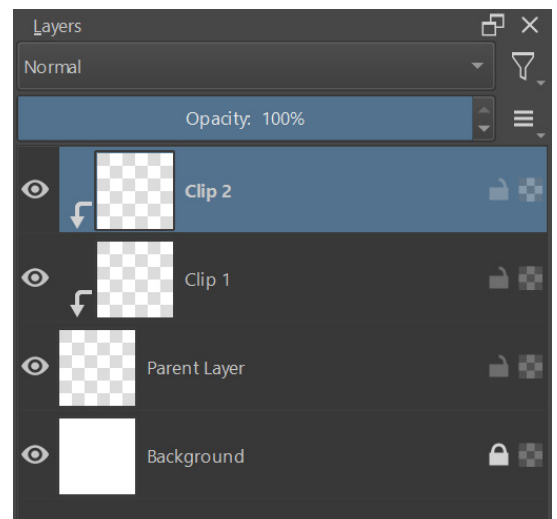 Layers
Normal
Opacity: 100%
Clip 2
Clip 1
Parent Layer
Background